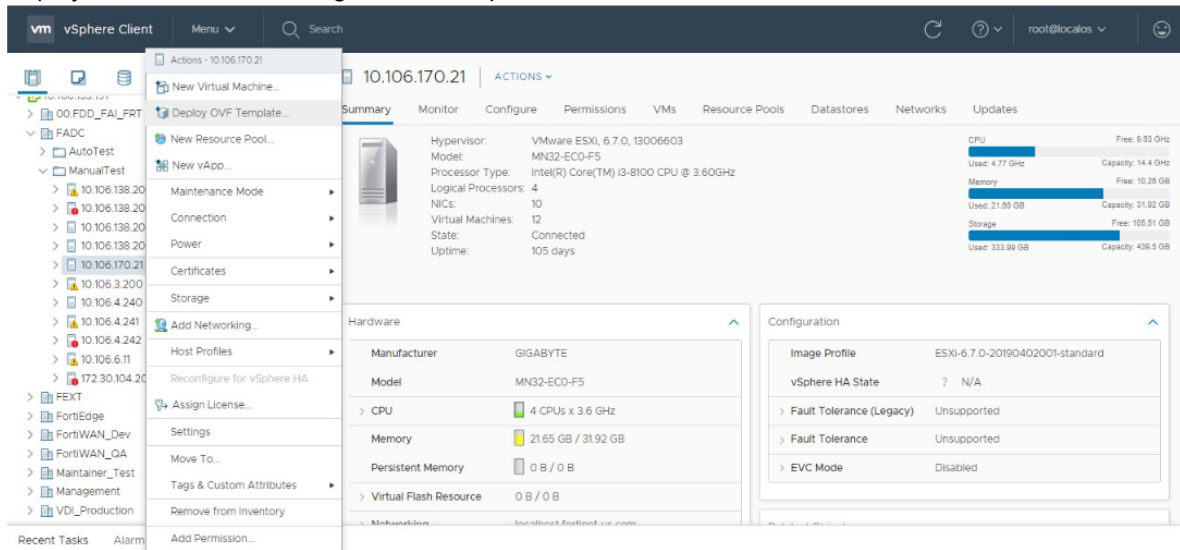 vm vSphere Client Menu Search root@localos
Actions - 10.106.170.21
New Virtual Machine...
Deploy OVF Template...
New Resource Pool...
New vApp...
Maintenance Mode
Connection
Power
Certificates
Storage
Add Networking...
Host Profiles
Reconfigure for vSphere HA
Assign License...
Settings
Move To...
Tags & Custom Attributes
Remove from Inventory
Add Permission...
00.FDD_FAI_FRT
FADC
AutoTest
ManualTest
10.106.138.20
10.106.138.20
10.106.138.20
10.106.138.20
10.106.170.21
10.106.3.200
10.106.4.240
10.106.4.241
10.106.4.242
10.106.6.11
172.30.104.20
FEXT
FortiEdge
FortiWAN_Dev
FortiWAN_QA
Maintainer_Test
Management
VDI_Production
Recent Tasks Alarm
10.106.170.21 ACTIONS
Summary Monitor Configure Permissions VMs Resource Pools Datastores Networks Updates
Hypervisor: VMware ESXi, 6.7.0, 13006603
Model: MN32-EC0-F5
Processor Type: Intel(R) Core(TM) i3-8100 CPU @ 3.60GHz
Logical Processors: 4
NICs: 10
Virtual Machines: 12
State: Connected
Uptime: 105 days
CPU Free: 9.63 GHz
Used: 4.77 GHz Capacity: 14.4 GHz
Memory Free: 10.26 GB
Used: 21.65 GB Capacity: 31.92 GB
Storage Free: 105.51 GB
Used: 333.99 GB Capacity: 439.5 GB
Hardware
Manufacturer GIGABYTE
Model MN32-EC0-F5
CPU 4 CPUs x 3.6 GHz
Memory 21.65 GB / 31.92 GB
Persistent Memory 0 B / 0 B
Virtual Flash Resource 0 B / 0 B
Networking localhost.fortinet-us.com
Configuration
Image Profile ESXi-6.7.0-20190402001-standard
vSphere HA State ? N/A
Fault Tolerance (Legacy) Unsupported
Fault Tolerance Unsupported
EVC Mode Disabled